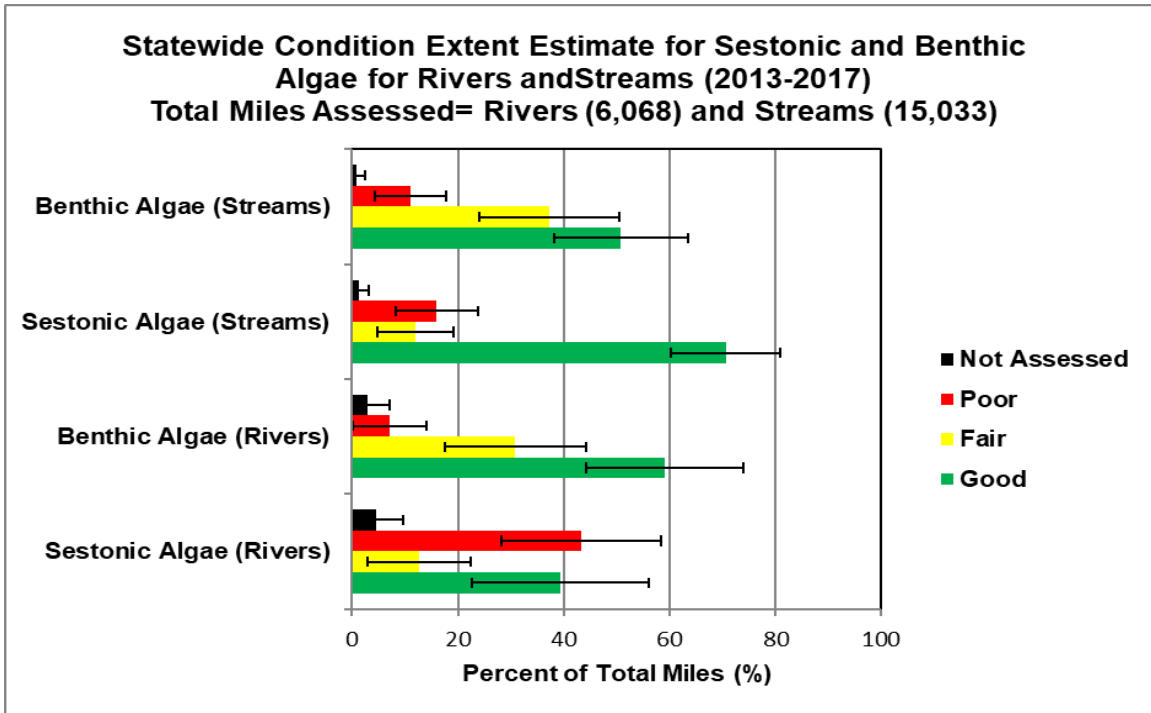 Statewide Condition Extent Estimate for Sestonic and Benthic
Algae for Rivers andStreams (2013-2017)
Total Miles Assessed= Rivers (6,068) and Streams (15,033)
Benthic Algae (Streams)
Sestonic Algae (Streams)
Benthic Algae (Rivers)
Sestonic Algae (Rivers)
Not Assessed
Poor
Fair
Good
0 20 40 60 80 100
Percent of Total Miles (%)